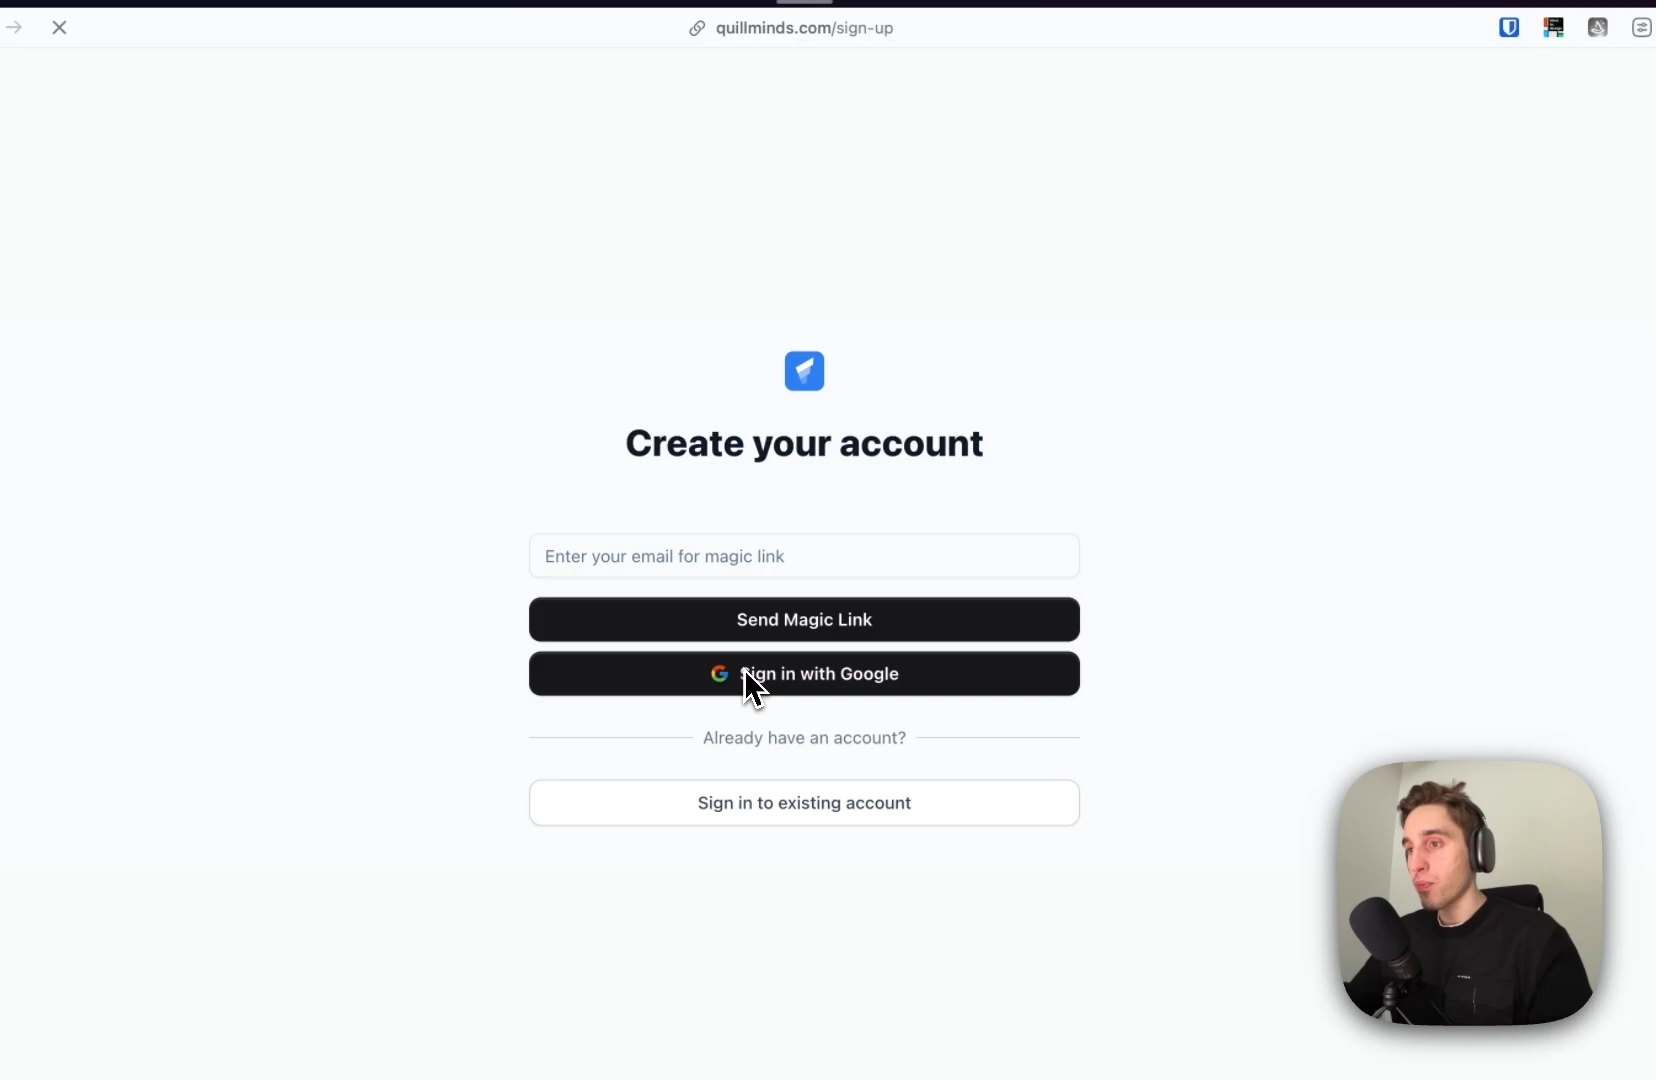 quillminds.com/sign-up
Create your account
Enter your email for magic link
Send Magic Link
Sign in with Google
Already have an account?
Sign in to existing account